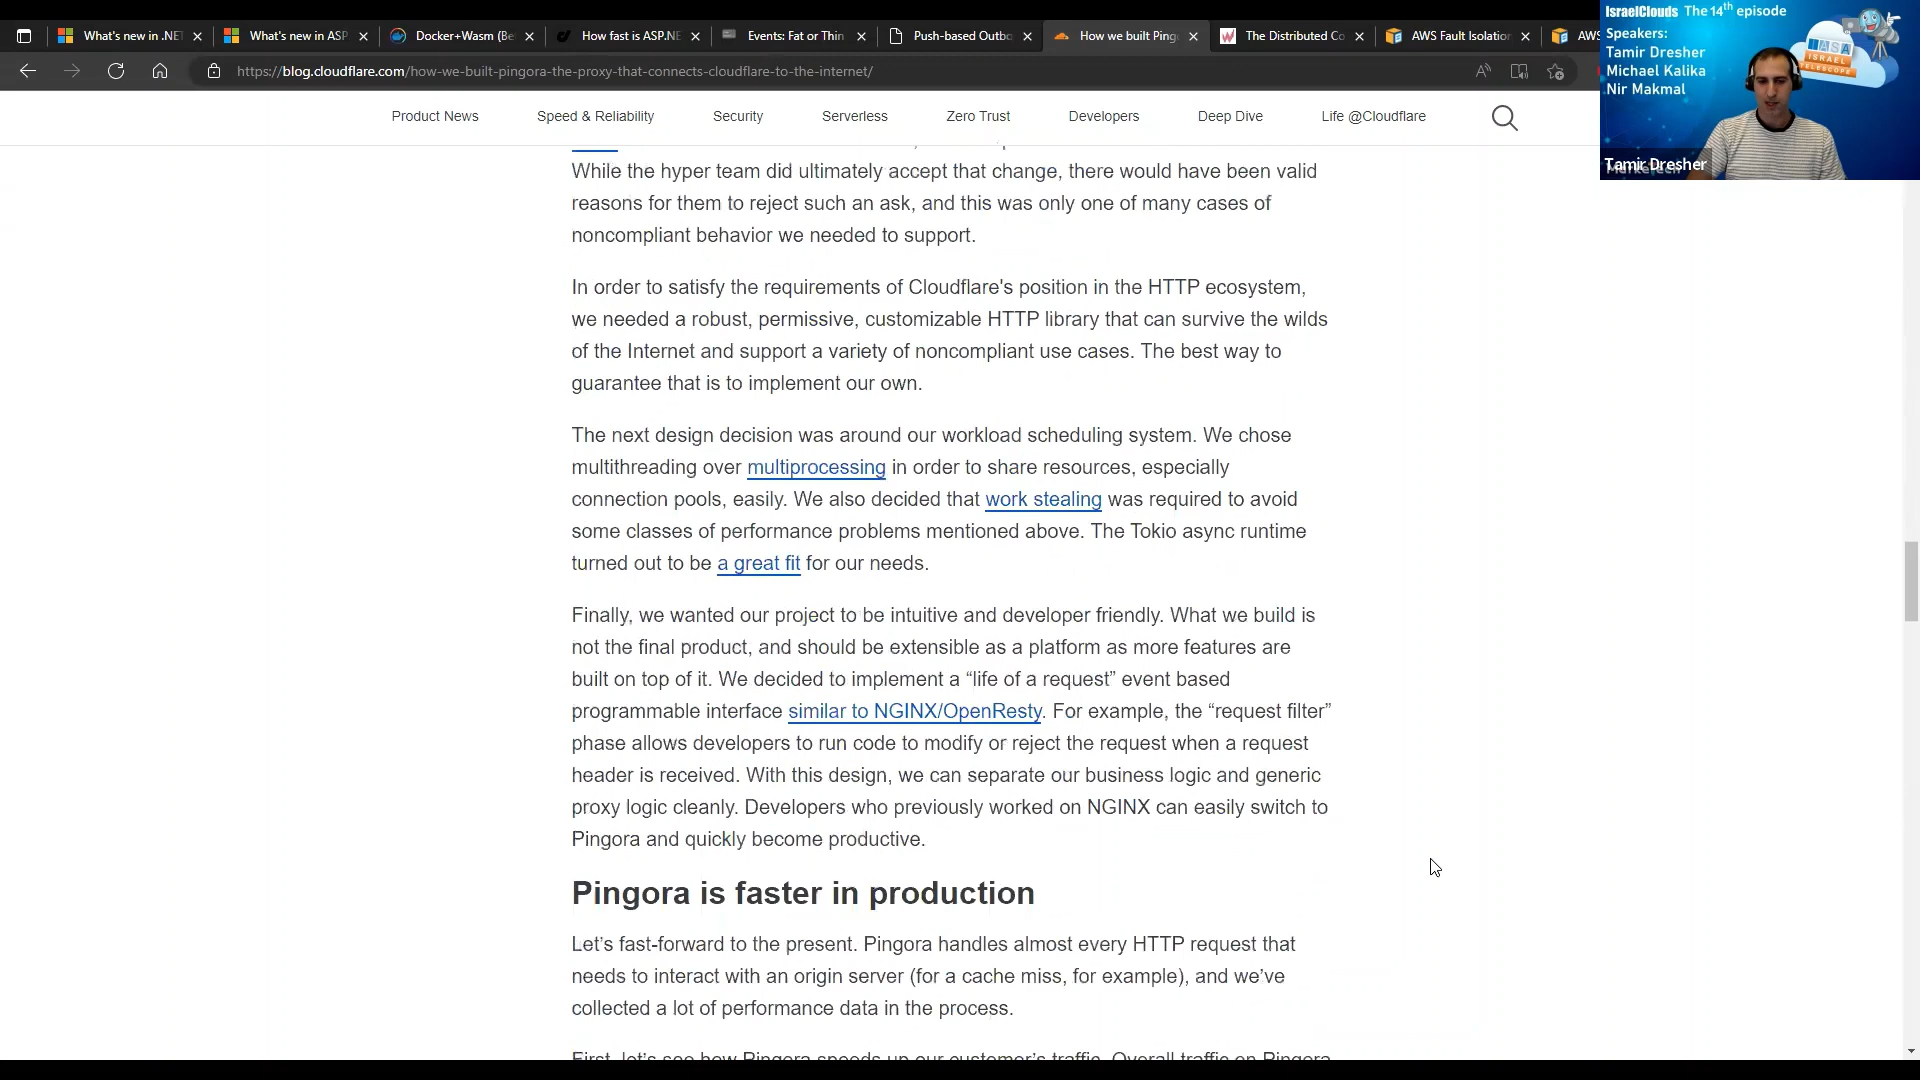 What's new in .NET
What's new in ASP
Docker+Wasm (Be
How fast is ASP.NE
Events: Fat or Thin
Push-based Outbo
How we built Ping
The Distributed Co
AWS Fault Isolation
AWS
https://blog.cloudflare.com/how-we-built-pingora-the-proxy-that-connects-cloudflare-to-the-internet/
IsraelClouds The 14th episode
Speakers:
Tamir Dresher
Michael Kalika
Nir Makmal
IASA
ISRAEL
TELESCOPE
Tamir Dresher
Product News
Speed & Reliability
Security
Serverless
Zero Trust
Developers
Deep Dive
Life @Cloudflare
While the hyper team did ultimately accept that change, there would have been valid
reasons for them to reject such an ask, and this was only one of many cases of
noncompliant behavior we needed to support.
In order to satisfy the requirements of Cloudflare's position in the HTTP ecosystem,
we needed a robust, permissive, customizable HTTP library that can survive the wilds
of the Internet and support a variety of noncompliant use cases. The best way to
guarantee that is to implement our own.
The next design decision was around our workload scheduling system. We chose
multithreading over multiprocessing in order to share resources, especially
connection pools, easily. We also decided that work stealing was required to avoid
some classes of performance problems mentioned above. The Tokio async runtime
turned out to be a great fit for our needs.
Finally, we wanted our project to be intuitive and developer friendly. What we build is
not the final product, and should be extensible as a platform as more features are
built on top of it. We decided to implement a “life of a request” event based
programmable interface similar to NGINX/OpenResty. For example, the “request filter”
phase allows developers to run code to modify or reject the request when a request
header is received. With this design, we can separate our business logic and generic
proxy logic cleanly. Developers who previously worked on NGINX can easily switch to
Pingora and quickly become productive.
Pingora is faster in production
Let’s fast-forward to the present. Pingora handles almost every HTTP request that
needs to interact with an origin server (for a cache miss, for example), and we’ve
collected a lot of performance data in the process.
First, let’s see how Pingora speeds up our customer’s traffic. Overall traffic on Pingora